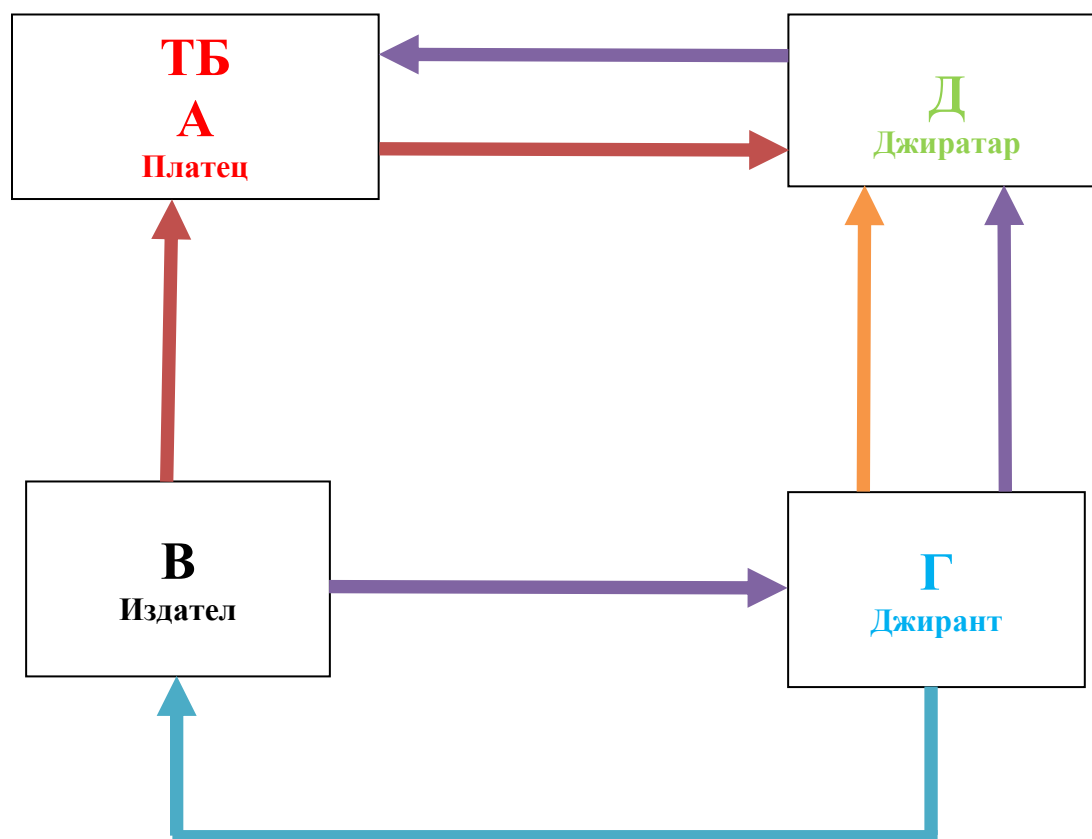 ТБ
А
Платец
Д
Джиратар
В
Издател
Г
Джирант